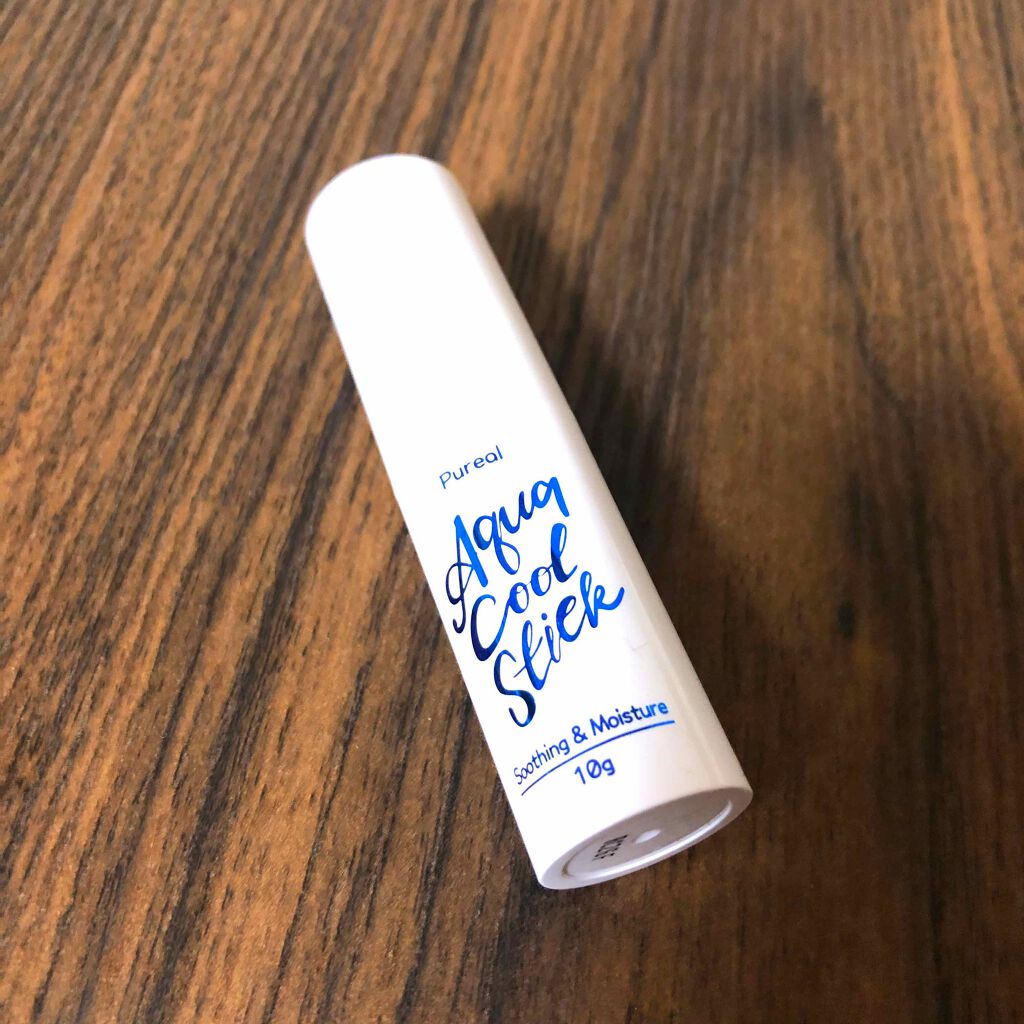 Pureal
Aqua
Cool
Stick
Soothing & Moisture
10g